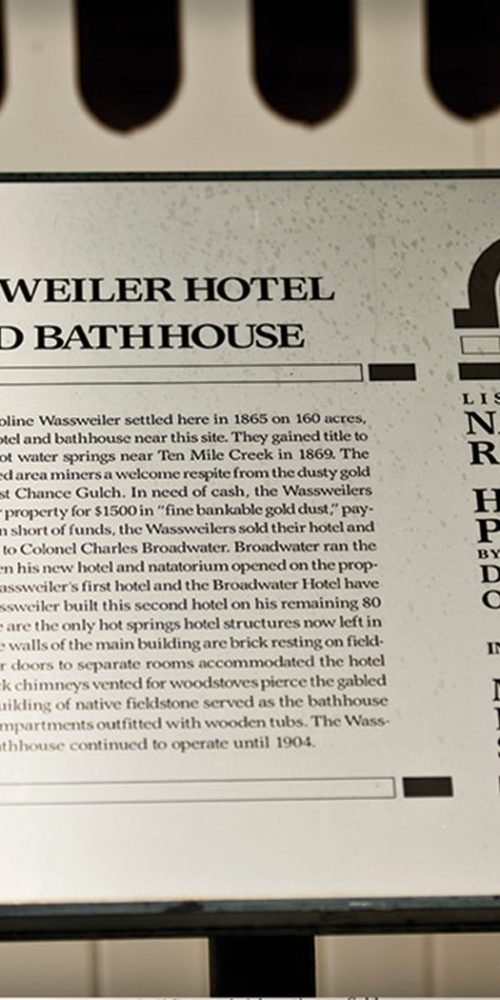 WEILER HOTEL
D BATHHOUSE
oline Wassweiler settled here in 1865 on 160 acres,
otel and bathhouse near this site. They gained title to
ot water springs near Ten Mile Creek in 1869. The
ed area miners a welcome respite from the dusty gold
st Chance Gulch. In need of cash, the Wassweilers
r property for $1500 in "fine bankable gold dust," pay-
n short of funds, the Wassweilers sold their hotel and
to Colonel Charles Broadwater. Broadwater ran the
en his new hotel and natatorium opened on the prop-
assweiler's first hotel and the Broadwater Hotel have
ssweiler built this second hotel on his remaining 80
e are the only hot springs hotel structures now left in
e walls of the main building are brick resting on field-
r doors to separate rooms accommodated the hotel
k chimneys vented for woodstoves pierce the gabled
uilding of native fieldstone served as the bathhouse
mpartments outfitted with wooden tubs. The Wass-
athhouse continued to operate until 1904.
LIS
N
R
H
P
BY
D
O
IN